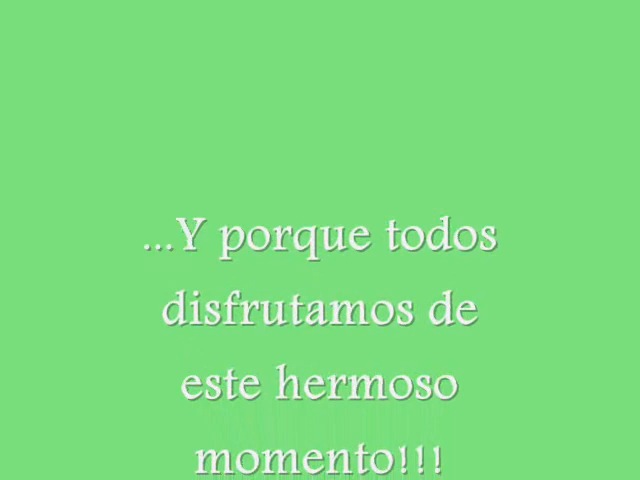 ...Y porque todos
disfrutamos de
este hermoso
momento!!!